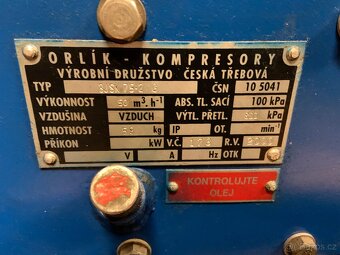 ORLÍK - KOMPRESORY
VÝROBNÍ DRUŽSTVO ČESKÁ TŘEBOVÁ
TYP ČSN 10 5041
VÝKONNOST m³.h⁻¹ ABS. TL. SACÍ 100 kPa
VZDUŠINA VZDUCH VÝTL. PŘETL. kPa
HMOTNOST kg IP OT. min⁻¹
PŘÍKON kW V.Č. R.V.
V A Hz OTK
KONTROLUJTE
OLEJ